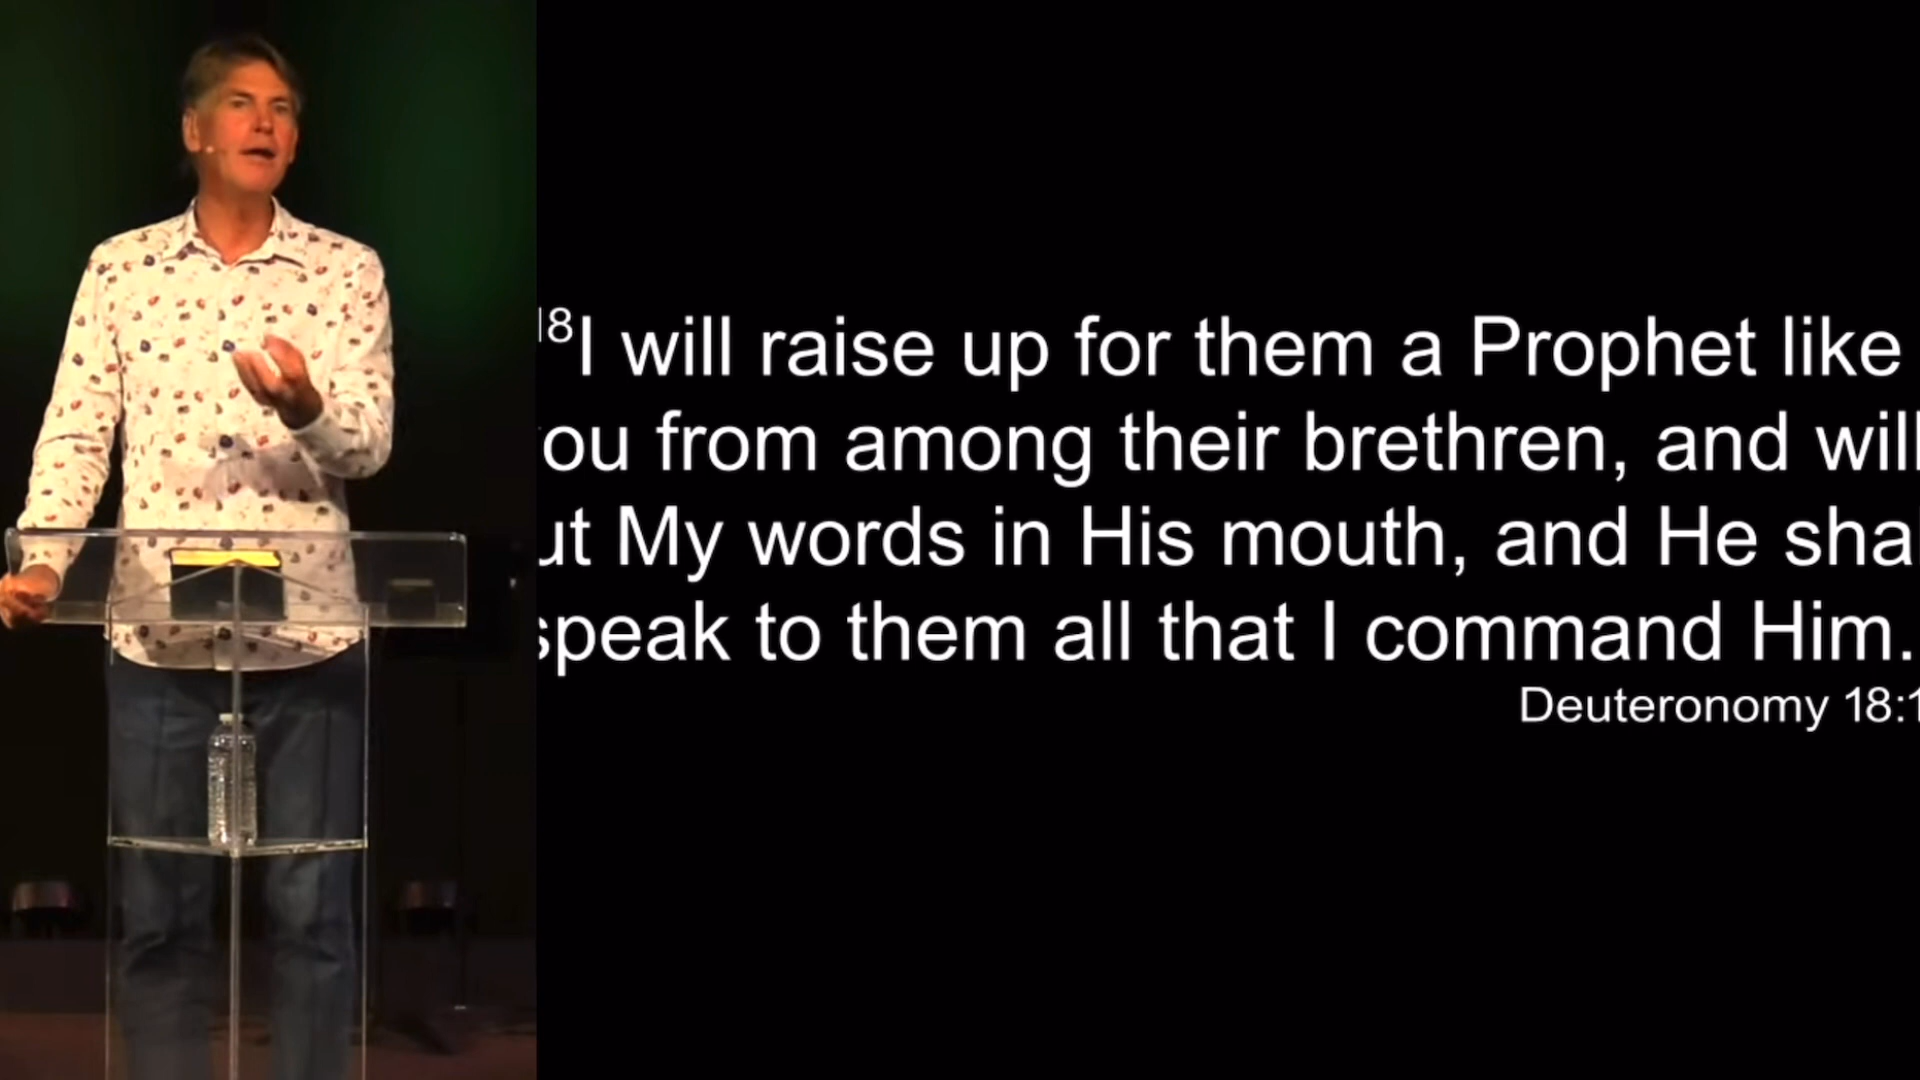 18I will raise up for them a Prophet like
ou from among their brethren, and will
ut My words in His mouth, and He sha
speak to them all that I command Him.
Deuteronomy 18:1